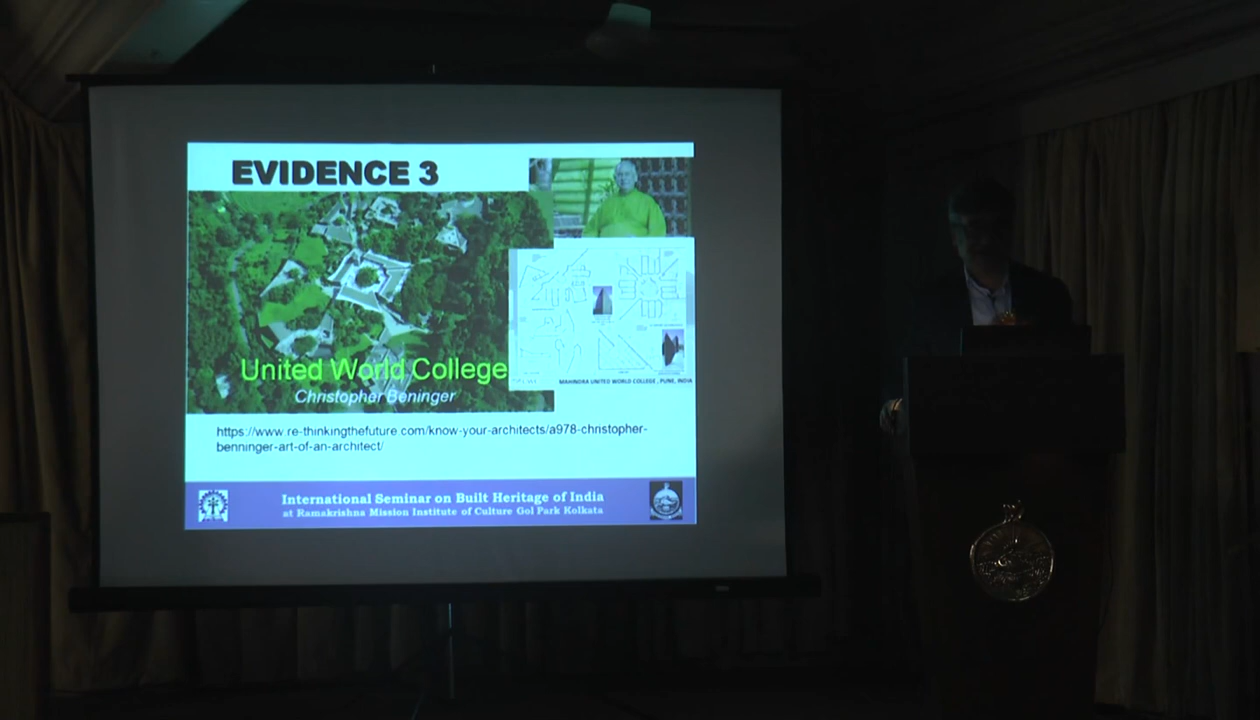 EVIDENCE 3
United World College
Christopher Beninger
MAHINDRA UNITED WORLD COLLEGE , PUNE, INDIA
https://www.re-thinkingthefuture.com/know-your-architects/a978-christopher-
benninger-art-of-an-architect/
International Seminar on Built Heritage of India
at Ramakrishna Mission Institute of Culture Gol Park Kolkata